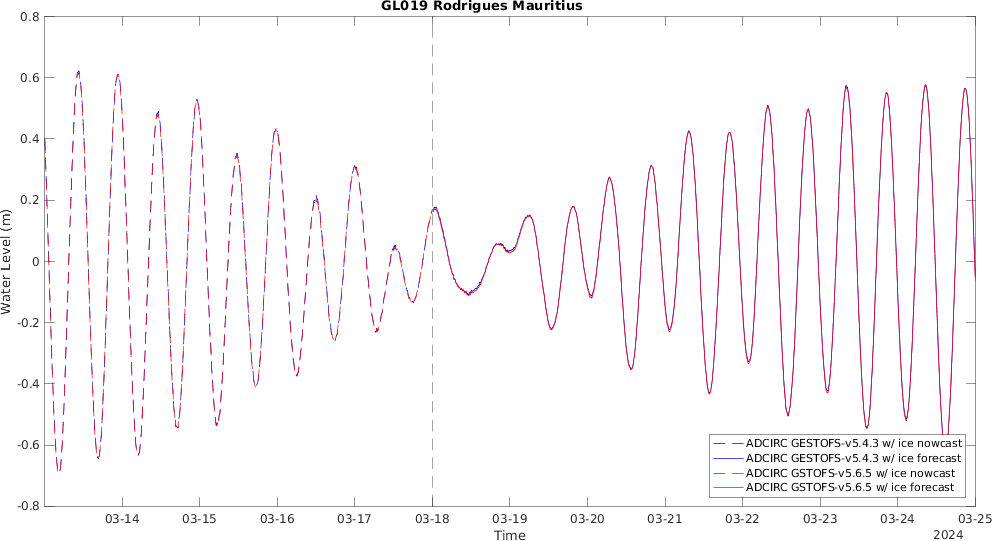 GL019 Rodrigues Mauritius
Water Level (m)
0.8
0.6
0.4
0.2
0
-0.2
-0.4
-0.6
-0.8
ADCIRC GESTOFS-v5.4.3 w/ ice nowcast
ADCIRC GESTOFS-v5.4.3 w/ ice forecast
ADCIRC GSTOFS-v5.6.5 w/ ice nowcast
ADCIRC GSTOFS-v5.6.5 w/ ice forecast
03-14 03-15 03-16 03-17 03-18 03-19 03-20 03-21 03-22 03-23 03-24 03-25
Time
2024